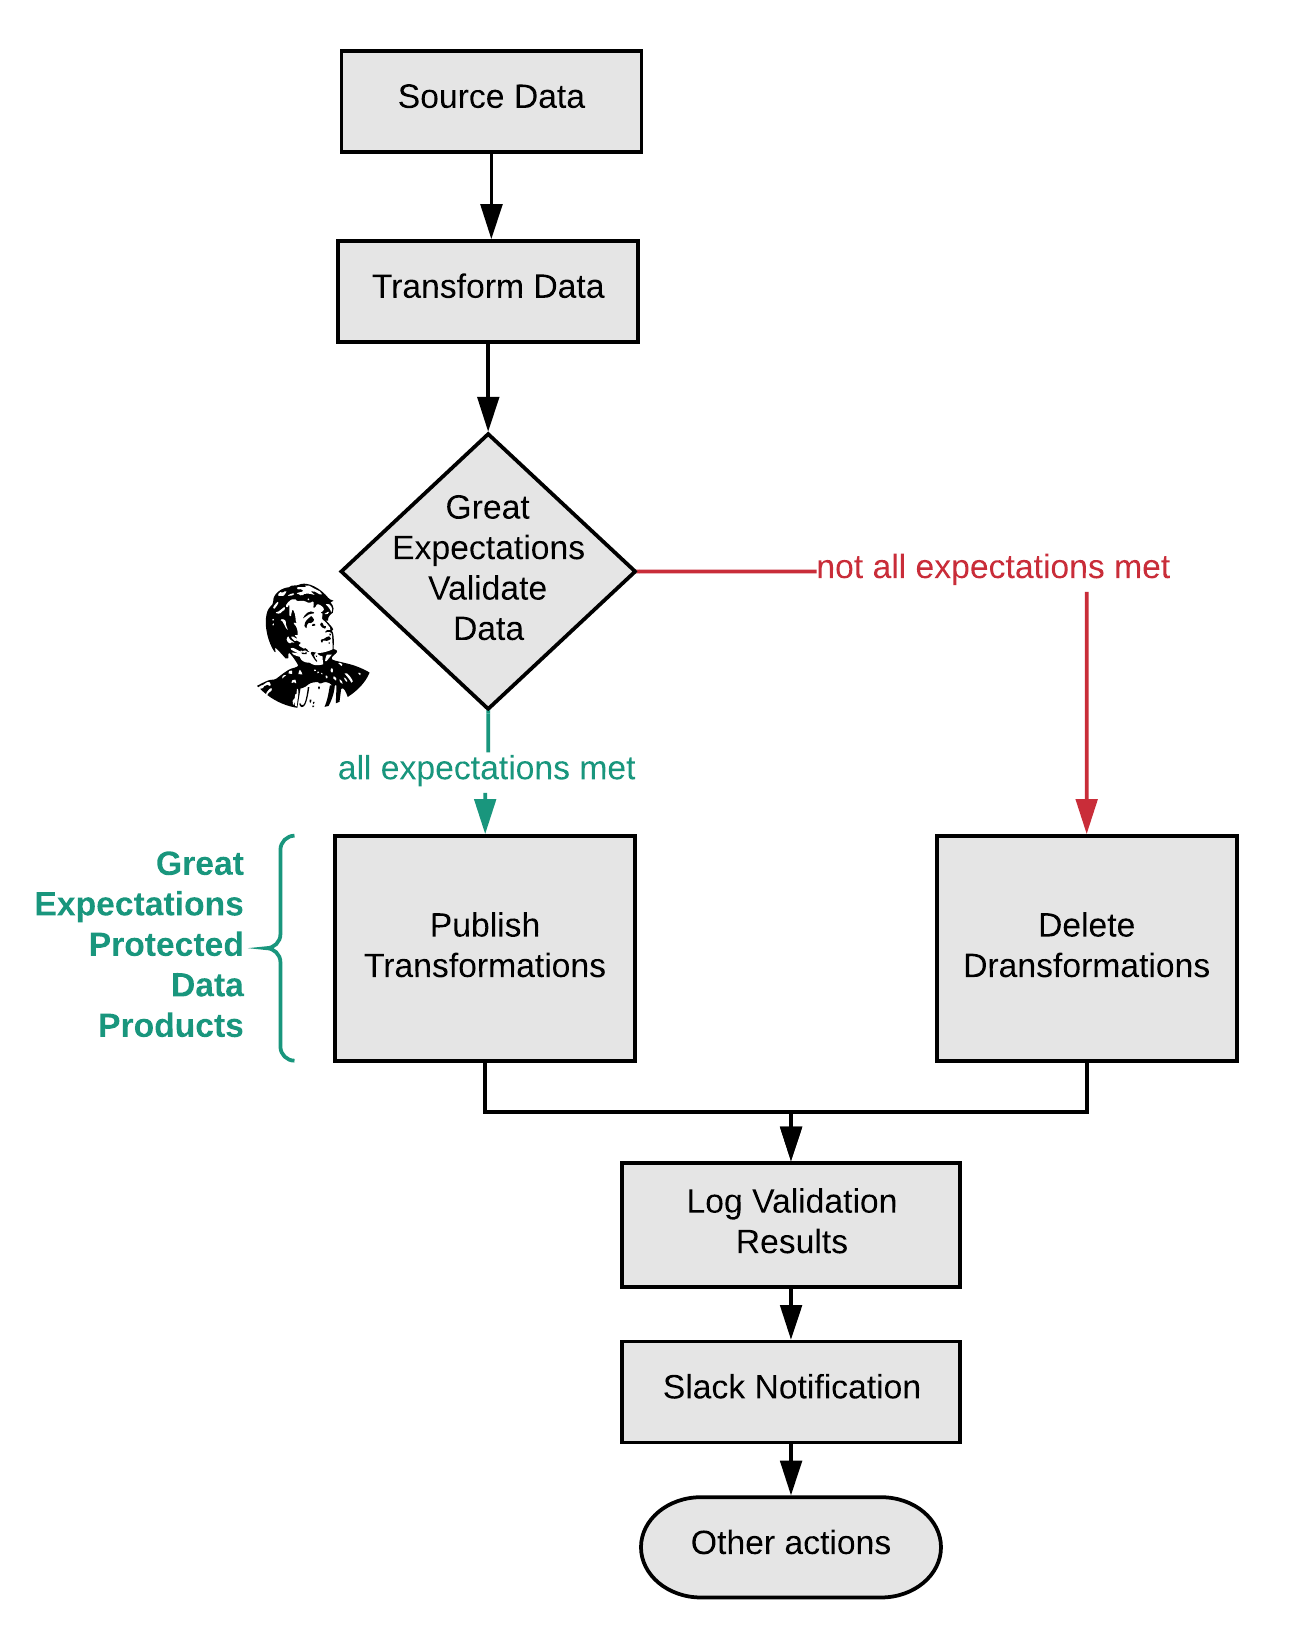 Source Data
Transform Data
Great
Expectations
Validate
Data
not all expectations met
all expectations met
Great
Expectations
Protected
Data
Products
Publish
Transformations
Delete
Dransformations
Log Validation
Results
Slack Notification
Other actions